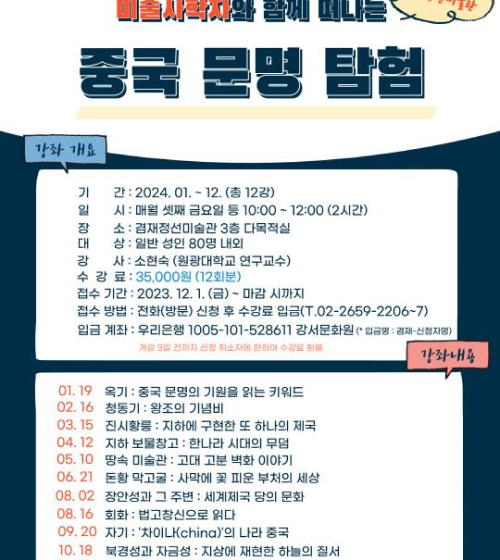 미술사학자와 함께 떠나는
중국 문명 탐험
강좌 개요
기 간 : 2024. 01. ~ 12. (총 12강)
일 시 : 매월 셋째 금요일 등 10:00 ~ 12:00 (2시간)
장 소 : 겸재정선미술관 3층 다목적실
대 상 : 일반 성인 80명 내외
강 사 : 소현숙 (원광대학교 연구교수)
수 강 료 : 35,000원 (12회분)
접수 기간 : 2023. 12. 1. (금) ~ 마감 시까지
접수 방법 : 전화(방문) 신청 후 수강료 입금(T.02-2659-2206~7)
입금 계좌 : 우리은행 1005-101-528611 강서문화원 (* 입금명 : 겸재-신청자명)
개강 3일 전까지 신청 취소자에 한하여 수강료 환불
강좌내용
01. 19 옥기 : 중국 문명의 기원을 읽는 키워드
02. 16 청동기 : 왕조의 기념비
03. 15 진시황릉 : 지하에 구현한 또 하나의 제국
04. 12 지하 보물창고 : 한나라 시대의 무덤
05. 10 땅속 미술관 : 고대 고분 벽화 이야기
06. 21 돈황 막고굴 : 사막에 꽃 피운 부처의 세상
08. 02 장안성과 그 주변 : 세계제국 당의 문화
08. 16 회화 : 법고창신으로 읽다
09. 20 자기 : '차이나(china)'의 나라 중국
10. 18 북경성과 자금성 : 지상에 재현한 하늘의 질서